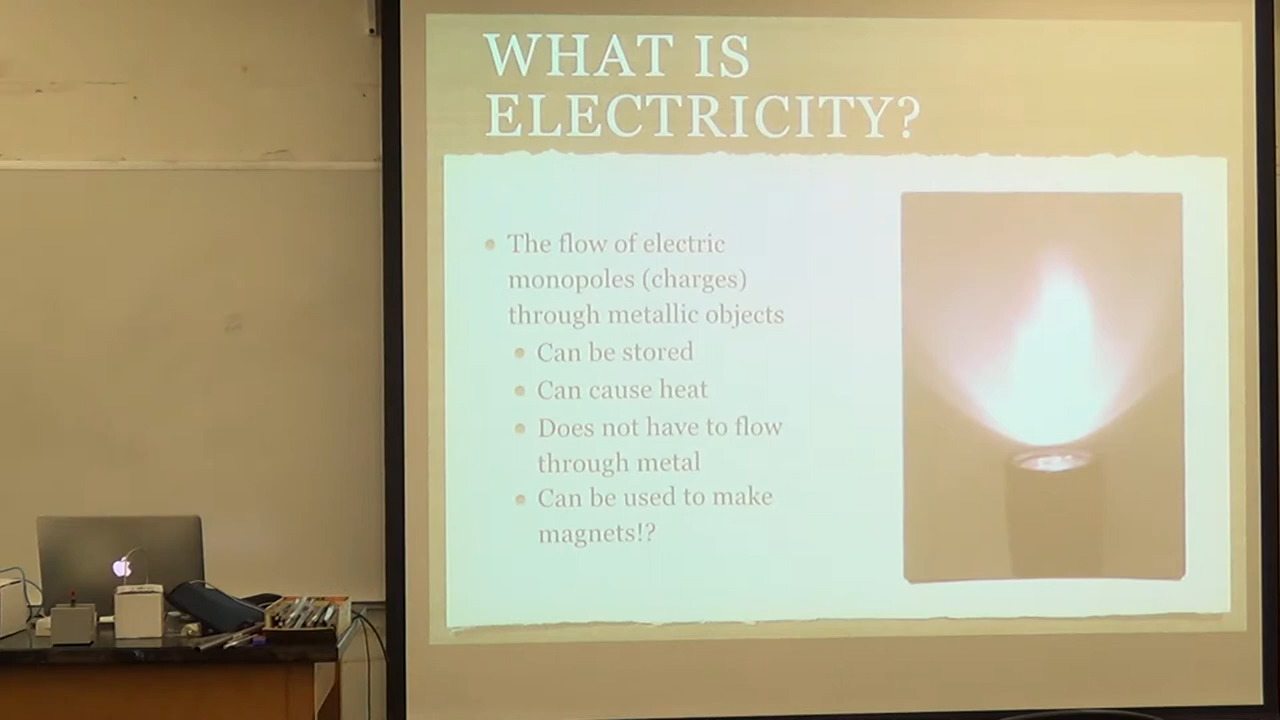 WHAT IS
ELECTRICITY?
The flow of electric
monopoles (charges)
through metallic objects
Can be stored
Can cause heat
Does not have to flow
through metal
Can be used to make
magnets!?